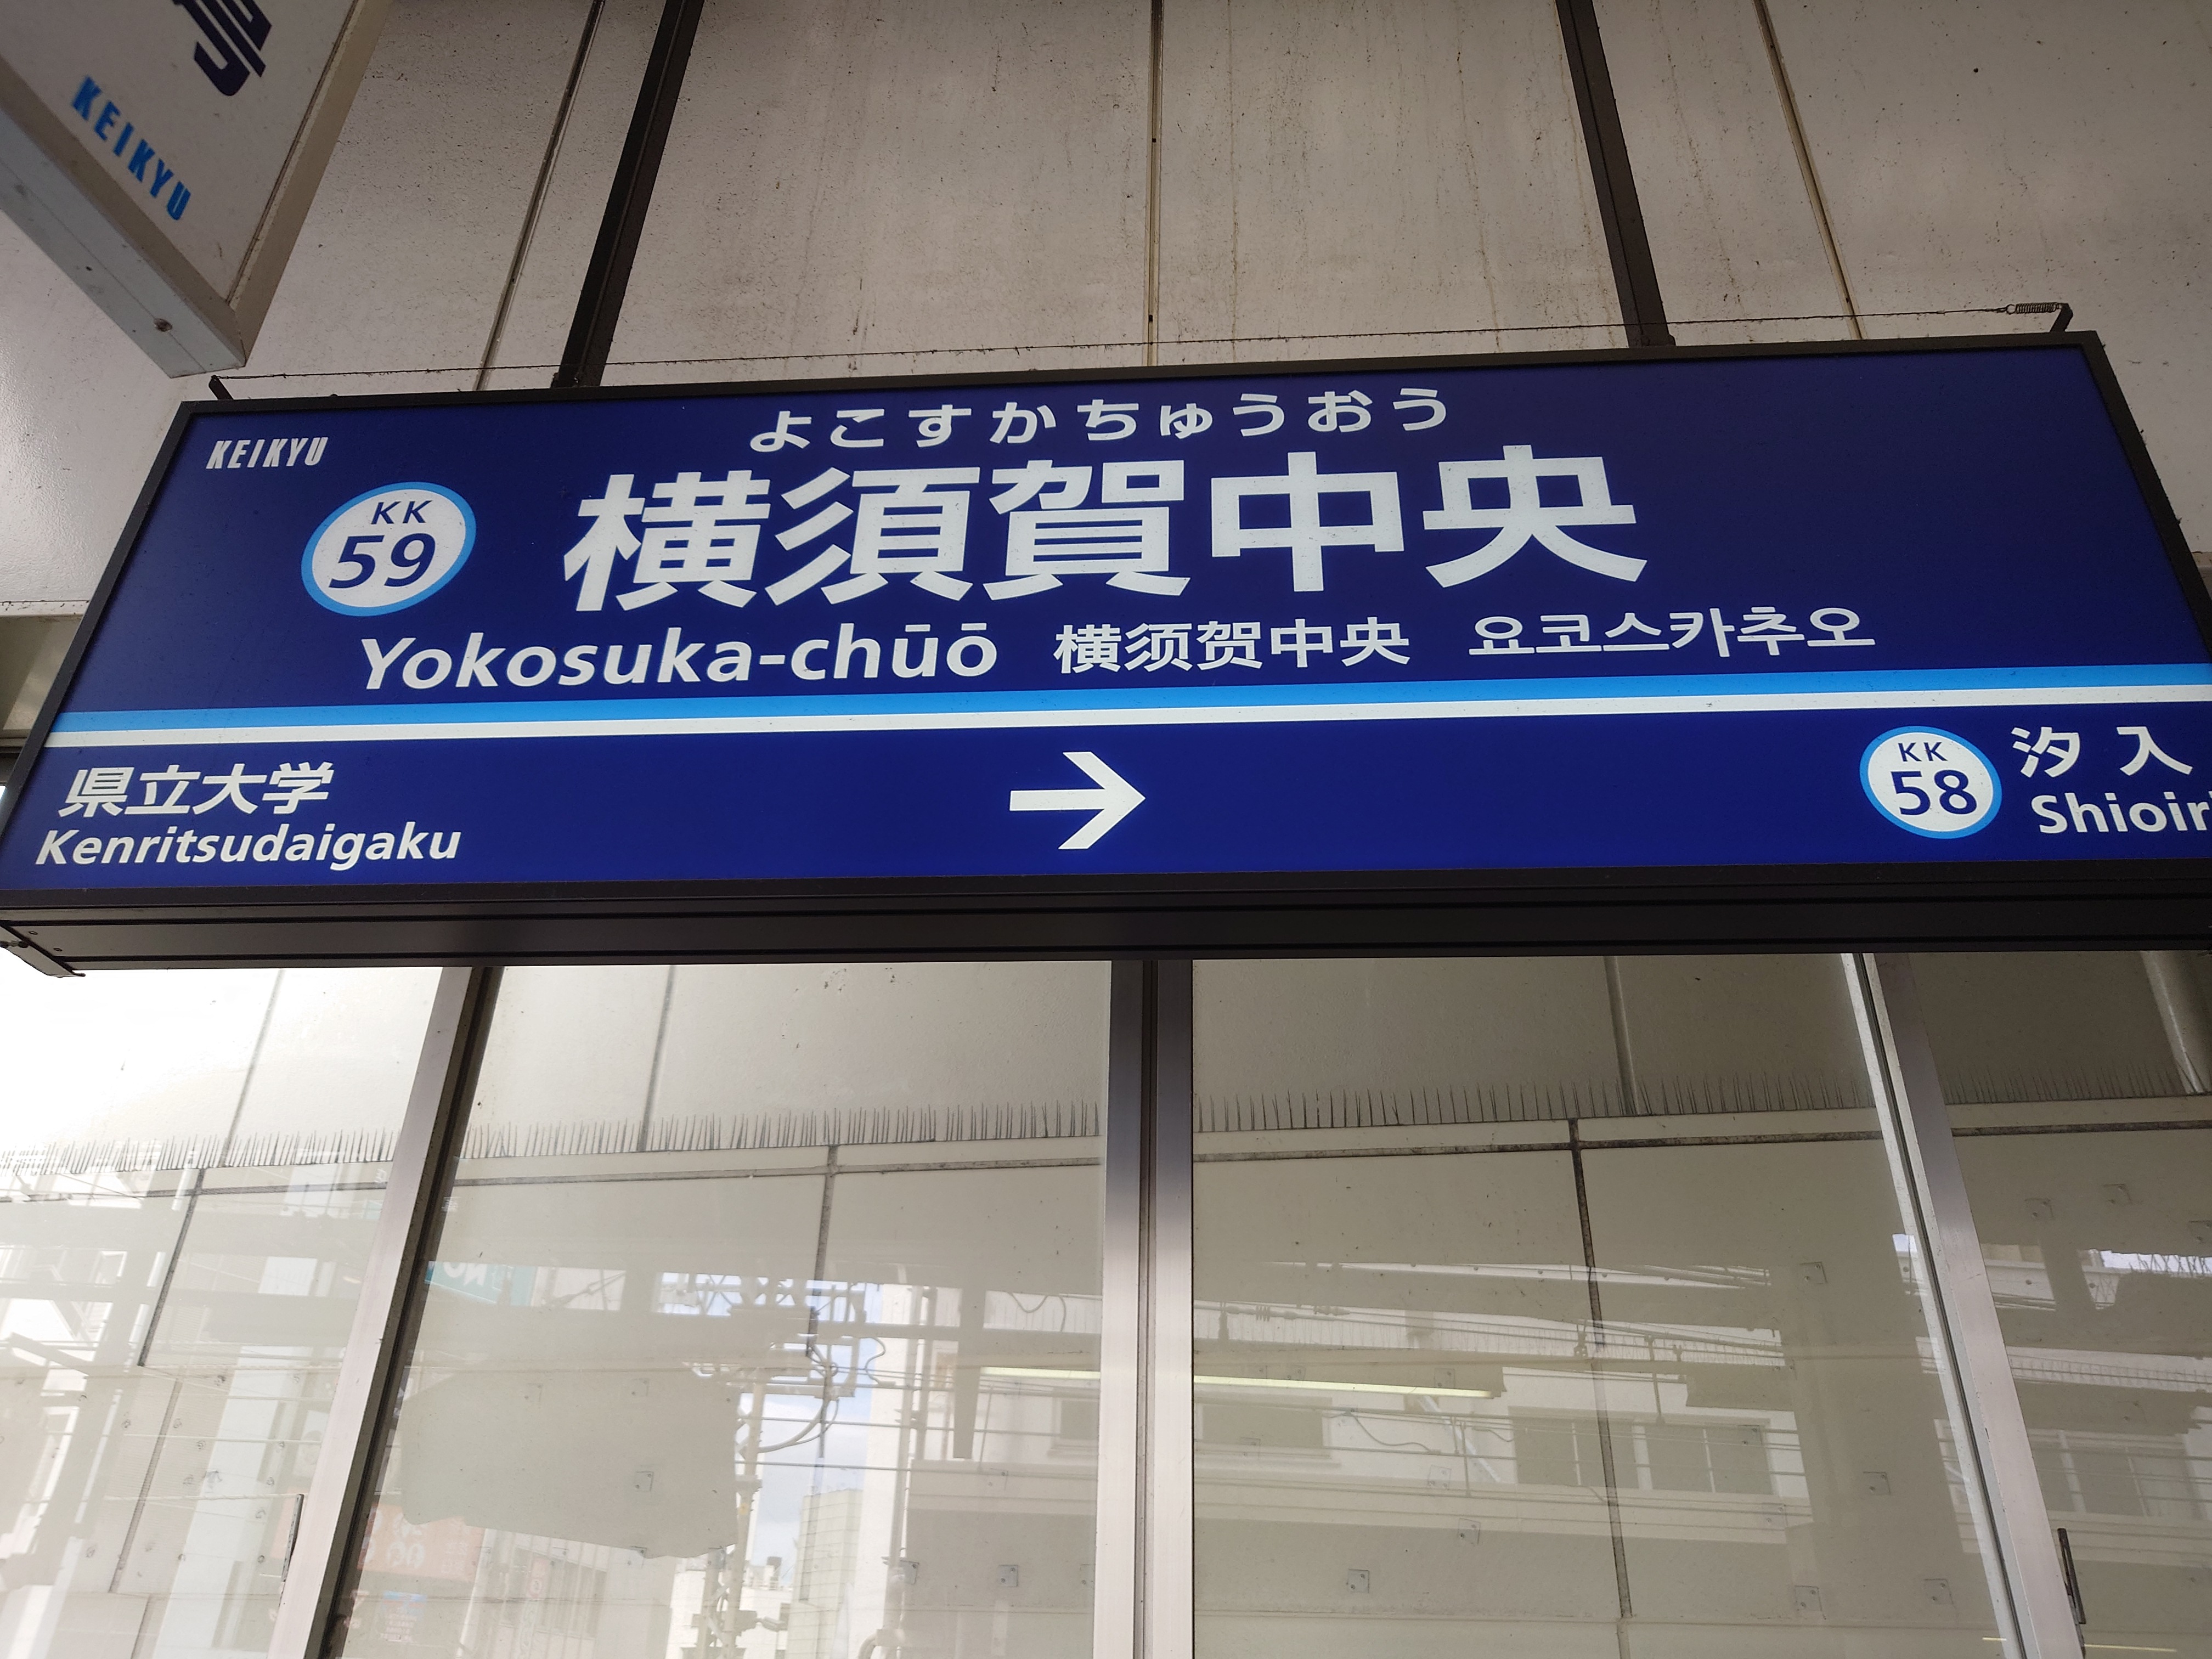 KEIKYU
KEIKYU
よこすかちゅうおう
KK
59
横須賀中央
Yokosuka-chūō 横须贺中央 요코스카추오
県立大学
Kenritsudaigaku
→
KK
58
汐入